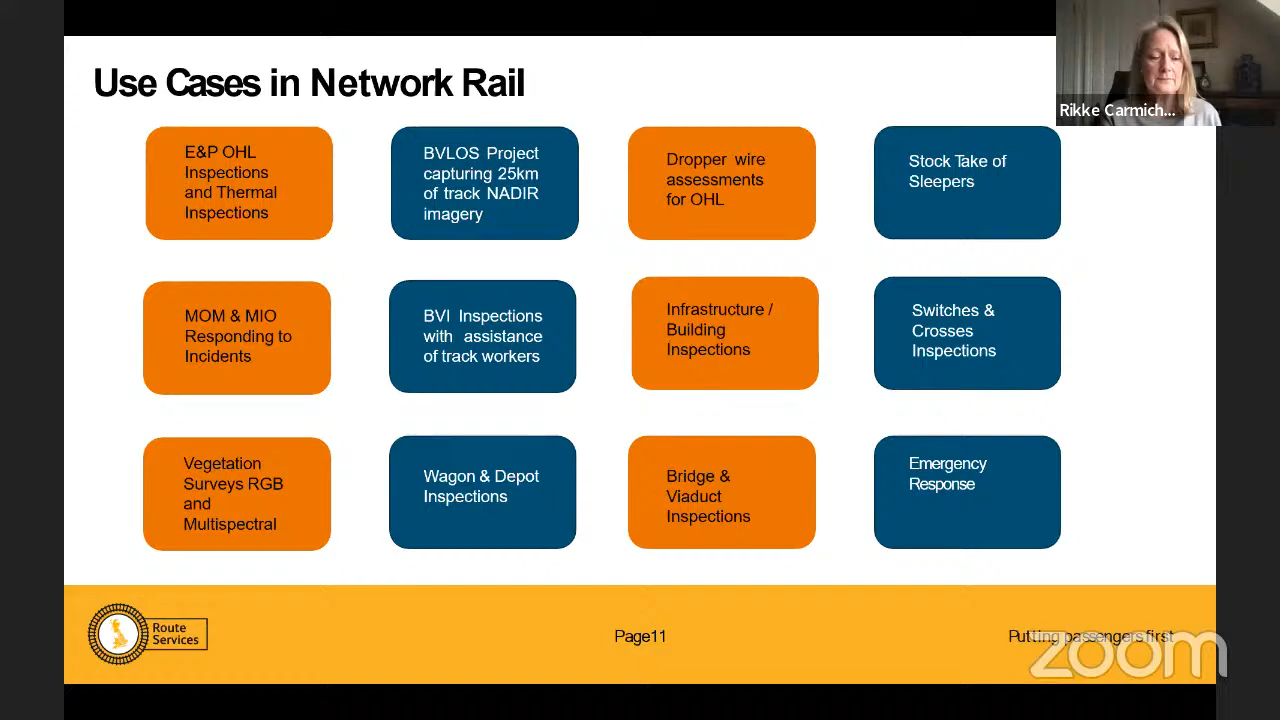 Use Cases in Network Rail
Rikke Carmich...
E&P OHL
Inspections
and Thermal
Inspections
BVLOS Project
capturing 25km
of track NADIR
imagery
Dropper wire
assessments
for OHL
Stock Take of
Sleepers
MOM & MIO
Responding to
Incidents
BVI Inspections
with assistance
of track workers
Infrastructure /
Building
Inspections
Switches &
Crosses
Inspections
Vegetation
Surveys RGB
and
Multispectral
Wagon & Depot
Inspections
Bridge &
Viaduct
Inspections
Emergency
Response
Route
Services
Page11
Putting passengers first
zoom